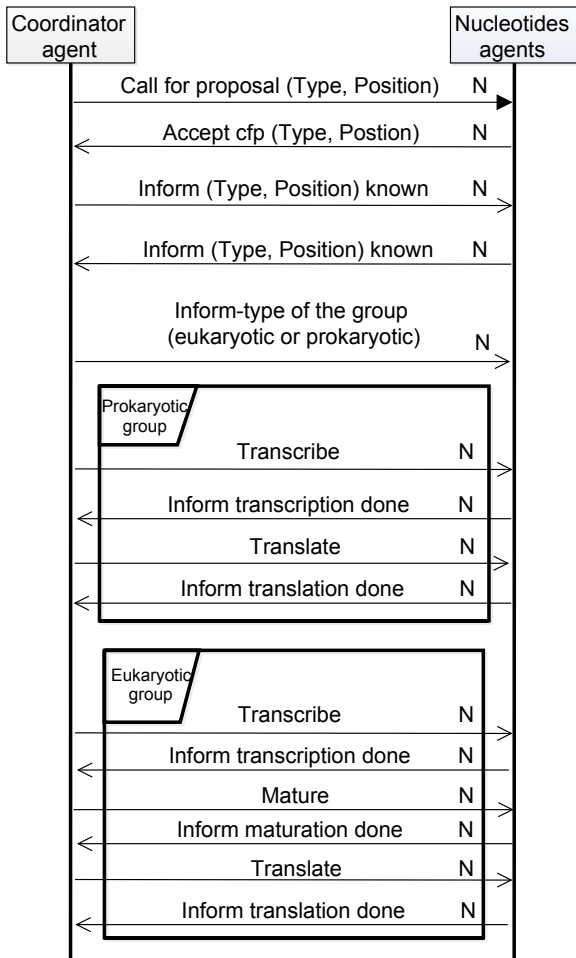 Coordinator agent
Nucleotides agents
Call for proposal (Type, Position) N
Accept cfp (Type, Postion) N
Inform (Type, Position) known N
Inform (Type, Position) known N
Inform-type of the group
(eukaryotic or prokaryotic) N
Prokaryotic
group
Transcribe N
Inform transcription done N
Translate N
Inform translation done N
Eukaryotic
group
Transcribe N
Inform transcription done N
Mature N
Inform maturation done N
Translate N
Inform translation done N